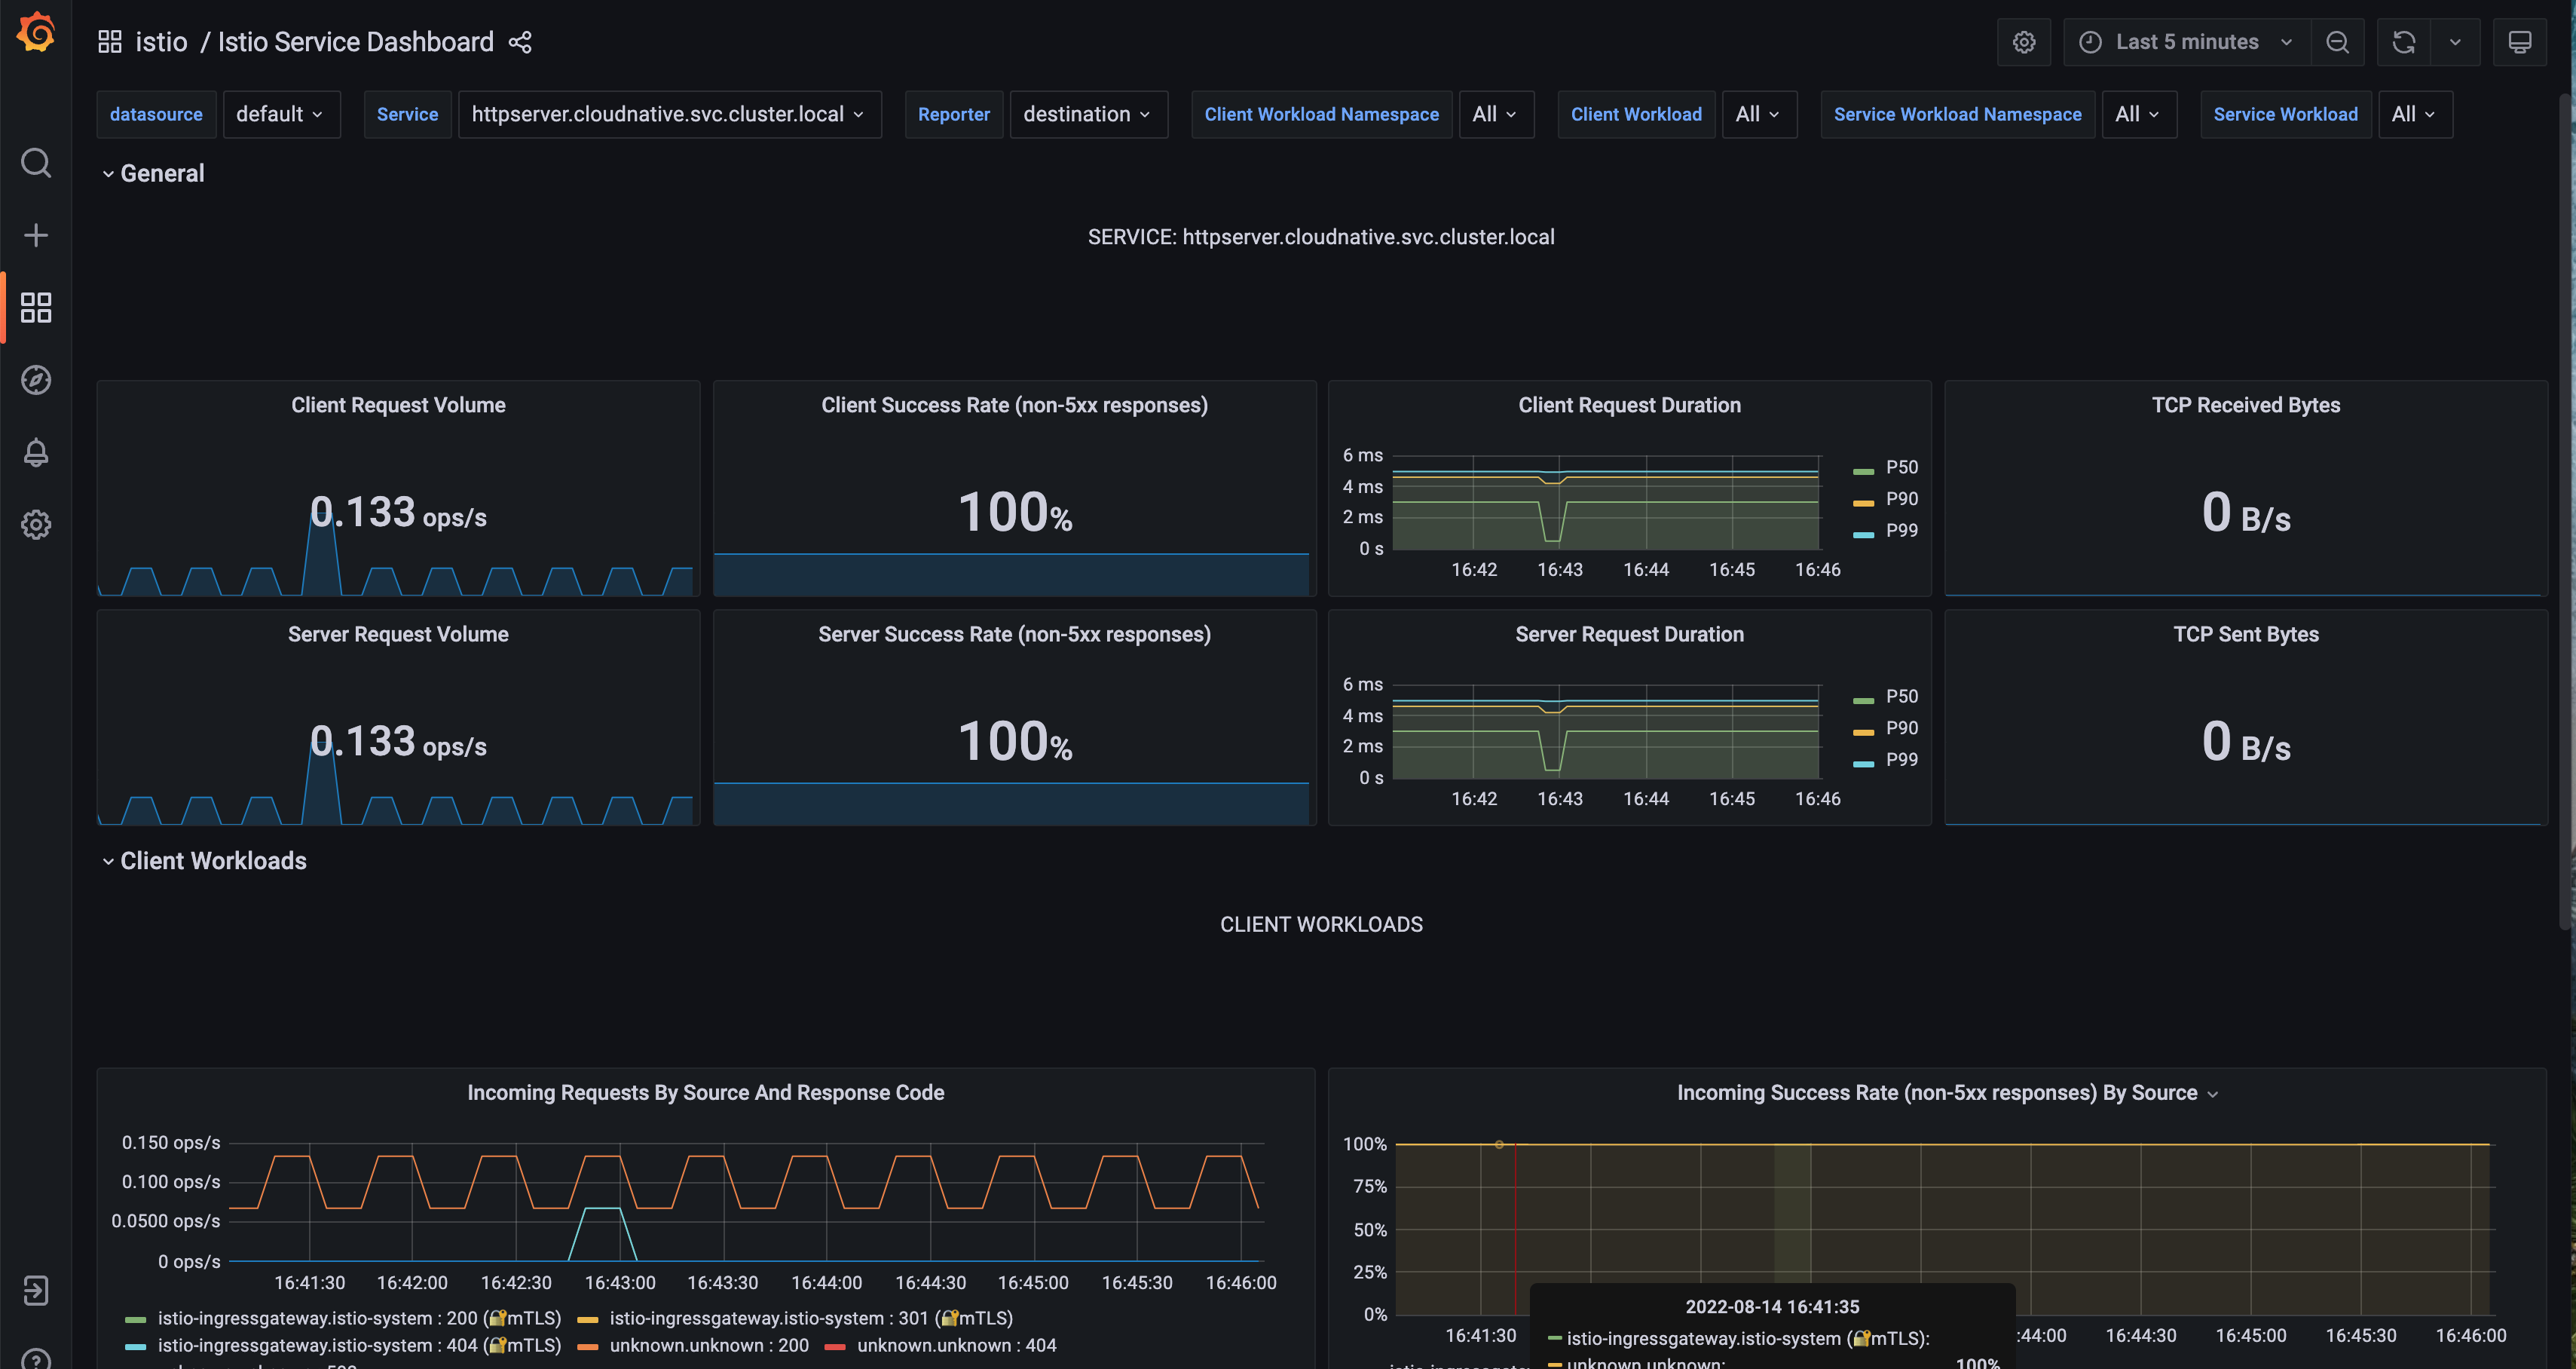 istio / Istio Service Dashboard
Last 5 minutes
datasource default Service httpserver.cloudnative.svc.cluster.local Reporter destination Client Workload Namespace All Client Workload All Service Workload Namespace All Service Workload All
General
SERVICE: httpserver.cloudnative.svc.cluster.local
Client Request Volume
0.133 ops/s
Client Success Rate (non-5xx responses)
100%
Client Request Duration
6 ms
4 ms
2 ms
0 s
16:42 16:43 16:44 16:45 16:46
P50
P90
P99
TCP Received Bytes
0 B/s
Server Request Volume
0.133 ops/s
Server Success Rate (non-5xx responses)
100%
Server Request Duration
6 ms
4 ms
2 ms
0 s
16:42 16:43 16:44 16:45 16:46
P50
P90
P99
TCP Sent Bytes
0 B/s
Client Workloads
CLIENT WORKLOADS
Incoming Requests By Source And Response Code
0.150 ops/s
0.100 ops/s
0.0500 ops/s
0 ops/s
16:41:30 16:42:00 16:42:30 16:43:00 16:43:30 16:44:00 16:44:30 16:45:00 16:45:30 16:46:00
istio-ingressgateway.istio-system : 200 (🔐mTLS) istio-ingressgateway.istio-system : 301 (🔐mTLS)
istio-ingressgateway.istio-system : 404 (🔐mTLS) unknown.unknown : 200 unknown.unknown : 404
Incoming Success Rate (non-5xx responses) By Source
100%
75%
50%
25%
0%
16:41:30 :44:00 16:44:30 16:45:00 16:45:30 16:46:00
2022-08-14 16:41:35
istio-ingressgateway.istio-system (🔐mTLS):
unknown.unknown: 100%